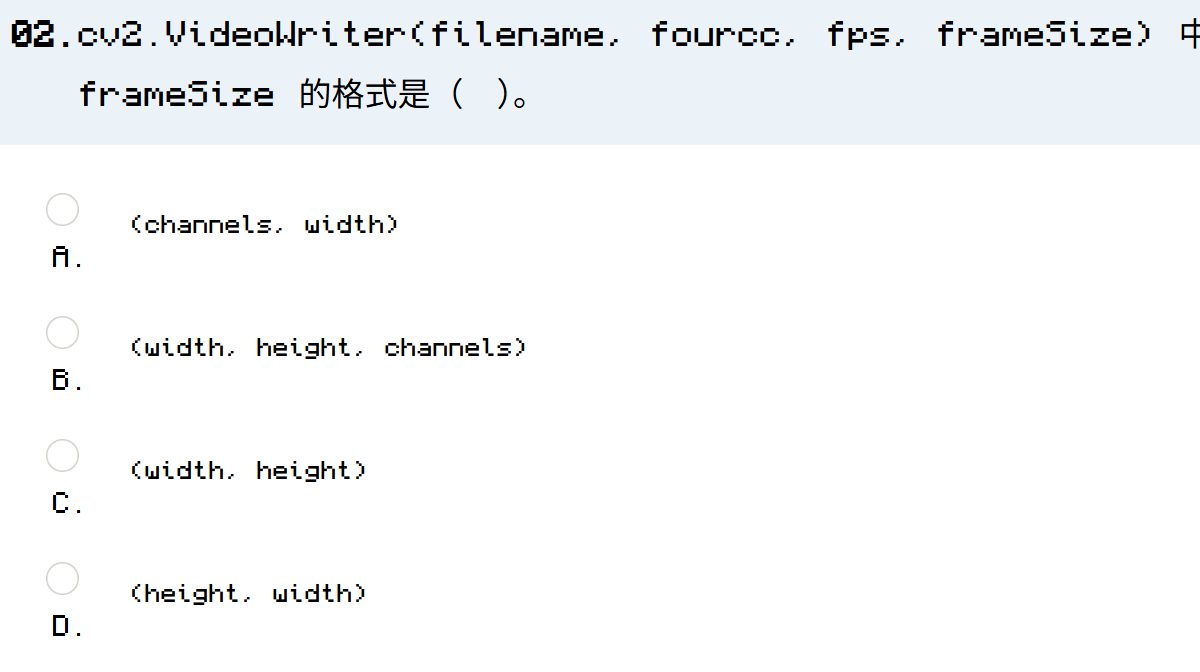 02.cv2.VideoWriter(filename, fourcc, fps, frameSize) 中
frameSize 的格式是（ ）。
(channels, width)
A.
(width, height, channels)
B.
(width, height)
C.
(height, width)
D.